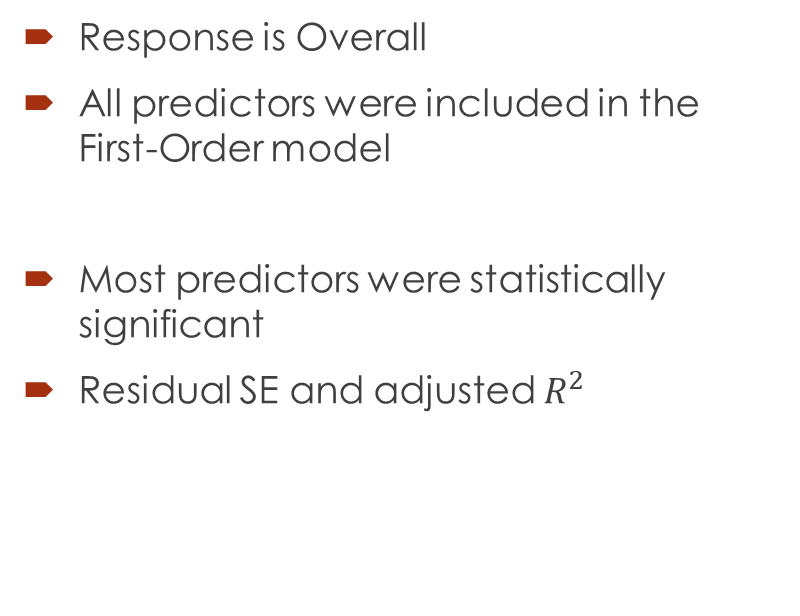 Response is Overall
All predictors were included in the
First-Order model
Most predictors were statistically
significant
Residual SE and adjusted R²